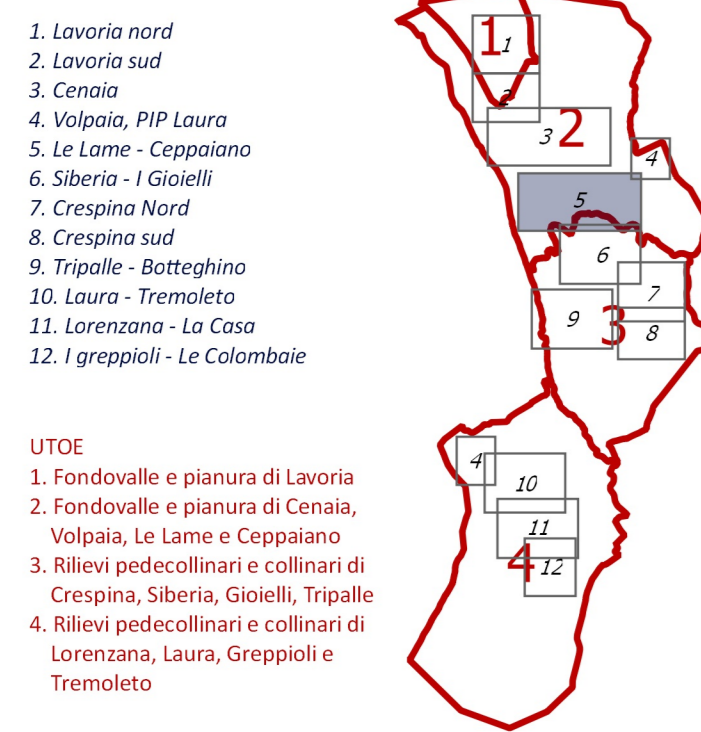 1. Lavoria nord
2. Lavoria sud
3. Cenaia
4. Volpaia, PIP Laura
5. Le Lame - Ceppaiano
6. Siberia - I Gioielli
7. Crespina Nord
8. Crespina sud
9. Tripalle - Botteghino
10. Laura - Tremoleto
11. Lorenzana - La Casa
12. I greppioli - Le Colombaie
UTOE
1. Fondovalle e pianura di Lavoria
2. Fondovalle e pianura di Cenaia,
Volpaia, Le Lame e Ceppaiano
3. Rilievi pedecollinari e collinari di
Crespina, Siberia, Gioielli, Tripalle
4. Rilievi pedecollinari e collinari di
Lorenzana, Laura, Greppioli e
Tremoleto
1 1
2
3 2
4
5
6
7
9 3 8
4
10
11
4 12